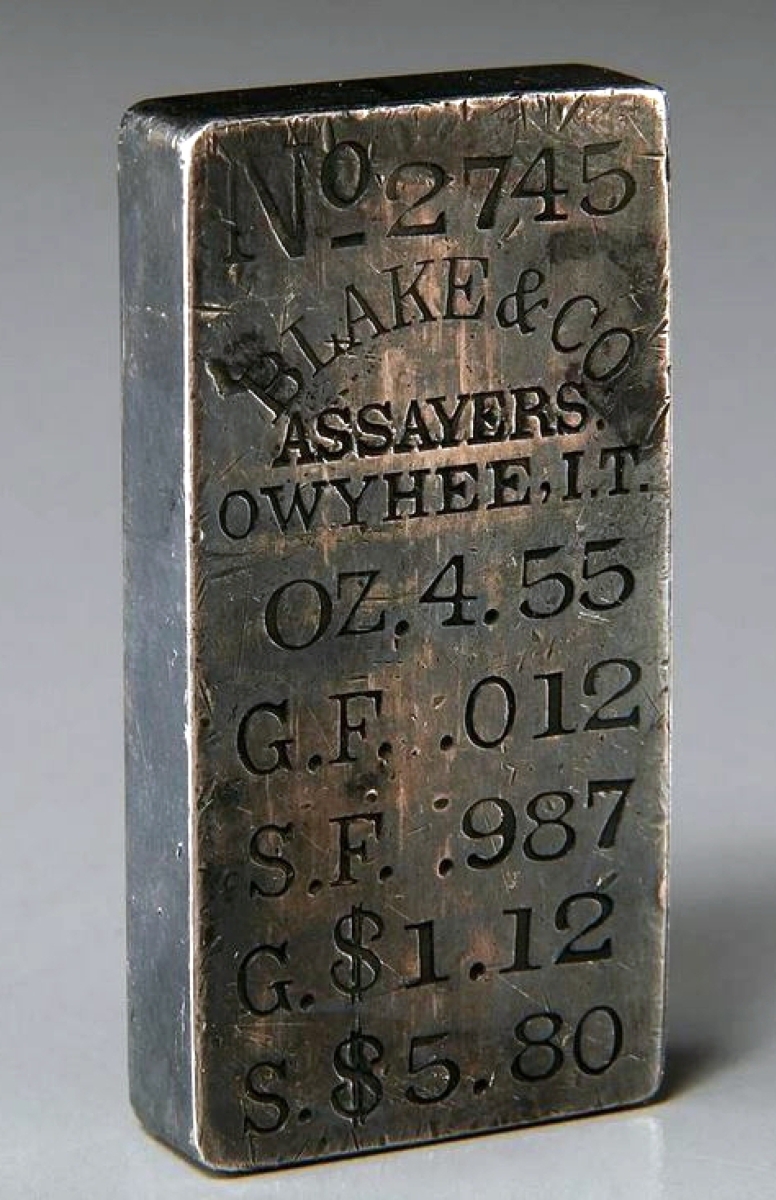 No 2745
BLAKE & CO
ASSAYERS.
OWYHEE, I.T.
OZ. 4.55
G.F. .012
S.F. .987
G. $1.12
S. $5.80